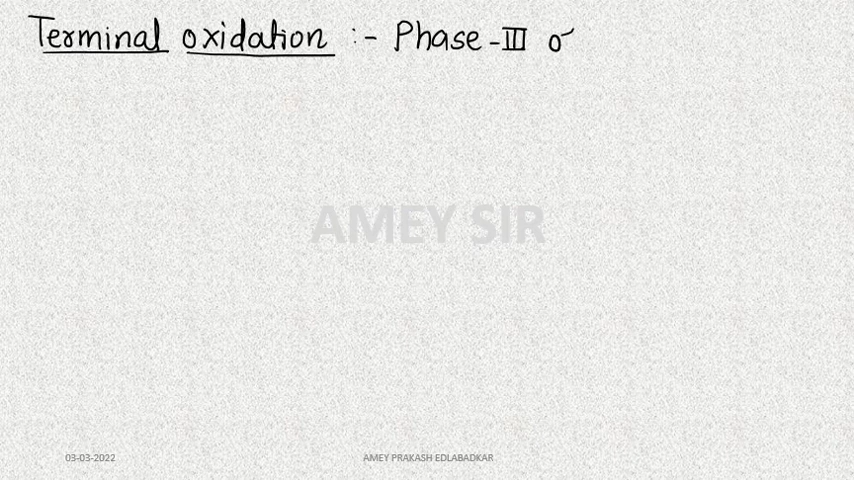 Terminal oxidation :- Phase-III o
AMEY SIR
03-03-2022
AMEY PRAKASH EDLABADKAR